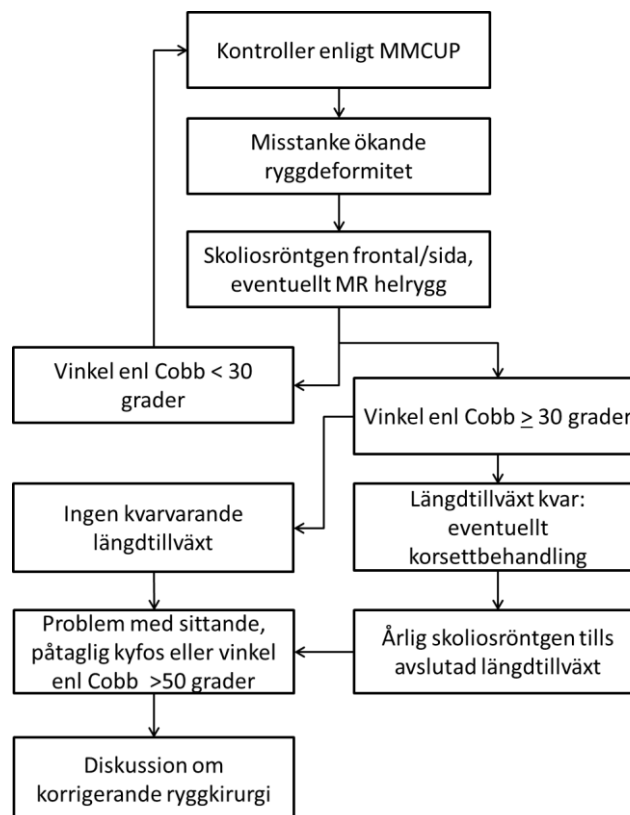 Kontroller enligt MMCUP
Misstanke ökande
ryggdeformitet
Skoliosröntgen frontal/sida,
eventuellt MR helrygg
Vinkel enl Cobb < 30
grader
Vinkel enl Cobb ≥ 30 grader
Ingen kvarvarande
längdtillväxt
Längdtillväxt kvar:
eventuellt
korsettbehandling
Problem med sittande,
påtaglig kyfos eller vinkel
enl Cobb >50 grader
Årlig skoliosröntgen tills
avslutad längdtillväxt
Diskussion om
korrigerande ryggkirurgi